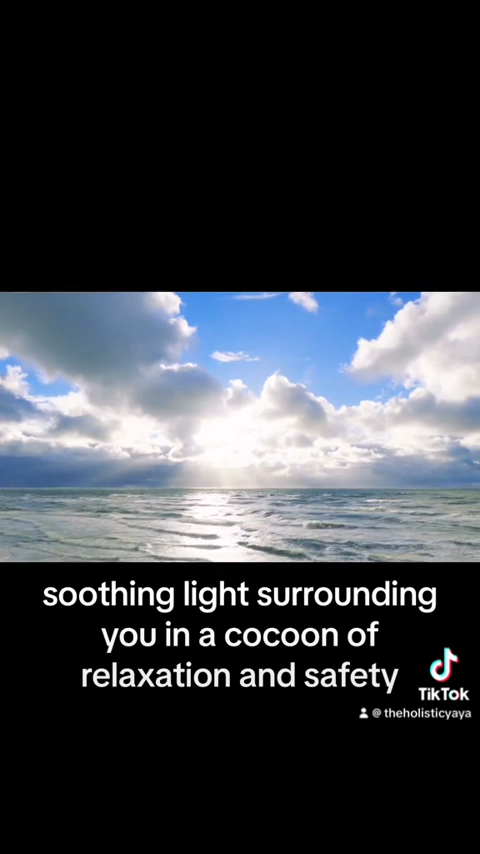 soothing light surrounding
you in a cocoon of
relaxation and safety
TikTok
@ theholisticyaya